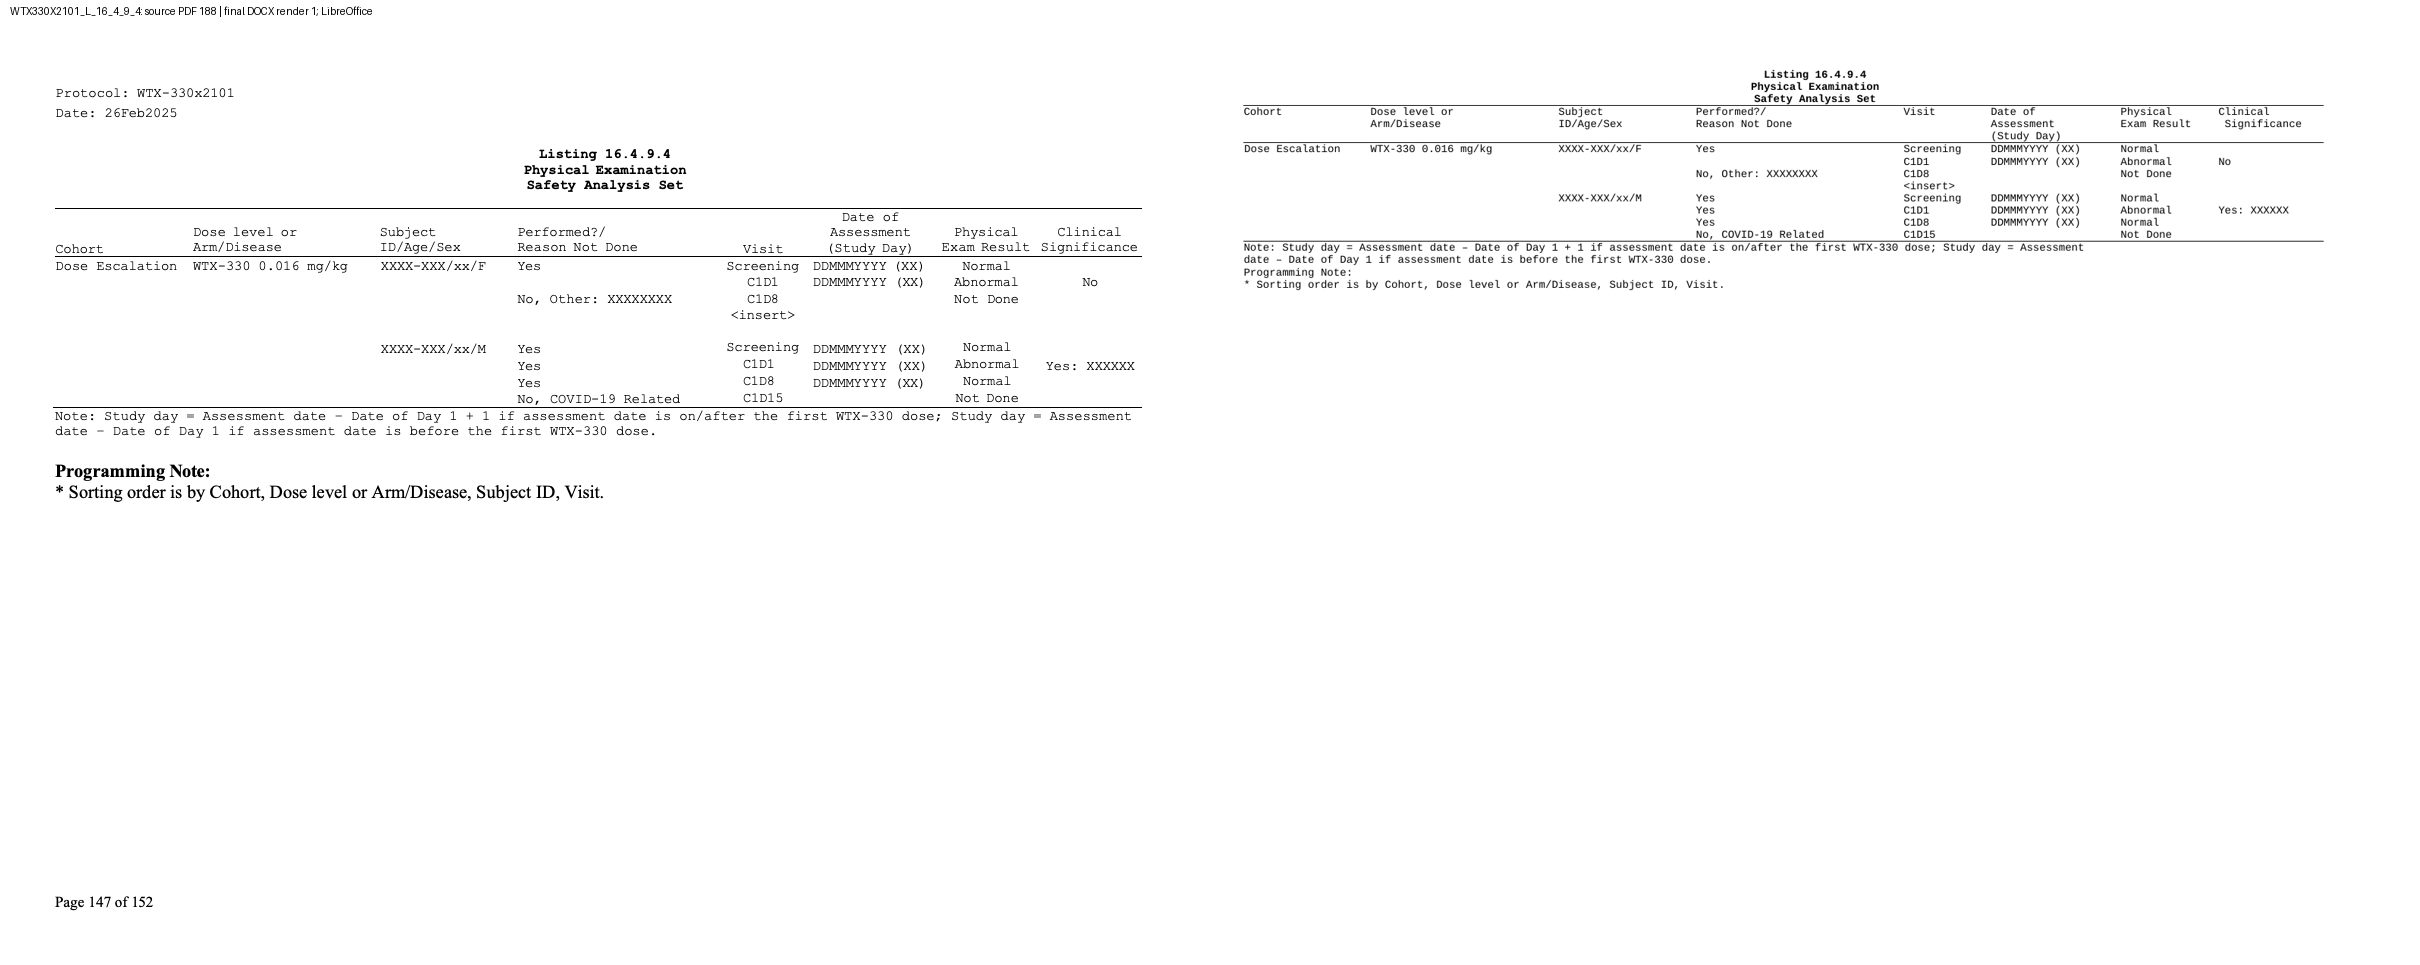 WTX330X2101_L_16_4_9_4: source PDF 188 | final DOCX render 1; LibreOffice
Protocol: WTX-330x2101
Date: 26Feb2025
Listing 16.4.9.4
Physical Examination
Safety Analysis Set
Date of
Dose level or Subject Performed?/ Assessment Physical Clinical
Cohort Arm/Disease ID/Age/Sex Reason Not Done Visit (Study Day) Exam Result Significance
Dose Escalation WTX-330 0.016 mg/kg XXXX-XXX/xx/F Yes Screening DDMMMYYYY (XX) Normal
C1D1 DDMMMYYYY (XX) Abnormal No
No, Other: XXXXXXXX C1D8 Not Done
<insert>
XXXX-XXX/xx/M Yes Screening DDMMMYYYY (XX) Normal
Yes C1D1 DDMMMYYYY (XX) Abnormal Yes: XXXXXX
Yes C1D8 DDMMMYYYY (XX) Normal
No, COVID-19 Related C1D15 Not Done
Note: Study day = Assessment date – Date of Day 1 + 1 if assessment date is on/after the first WTX-330 dose; Study day = Assessment
date – Date of Day 1 if assessment date is before the first WTX-330 dose.
Programming Note:
* Sorting order is by Cohort, Dose level or Arm/Disease, Subject ID, Visit.
Page 147 of 152
Listing 16.4.9.4
Physical Examination
Safety Analysis Set
Cohort Dose level or Subject Performed?/ Visit Date of Physical Clinical
Arm/Disease ID/Age/Sex Reason Not Done Assessment Exam Result Significance
(Study Day)
Dose Escalation WTX-330 0.016 mg/kg XXXX-XXX/xx/F Yes Screening DDMMMYYYY (XX) Normal
C1D1 DDMMMYYYY (XX) Abnormal No
No, Other: XXXXXXXX C1D8 Not Done
<insert>
XXXX-XXX/xx/M Yes Screening DDMMMYYYY (XX) Normal
Yes C1D1 DDMMMYYYY (XX) Abnormal Yes: XXXXXX
Yes C1D8 DDMMMYYYY (XX) Normal
No, COVID-19 Related C1D15 Not Done
Note: Study day = Assessment date – Date of Day 1 + 1 if assessment date is on/after the first WTX-330 dose; Study day = Assessment
date – Date of Day 1 if assessment date is before the first WTX-330 dose.
Programming Note:
* Sorting order is by Cohort, Dose level or Arm/Disease, Subject ID, Visit.